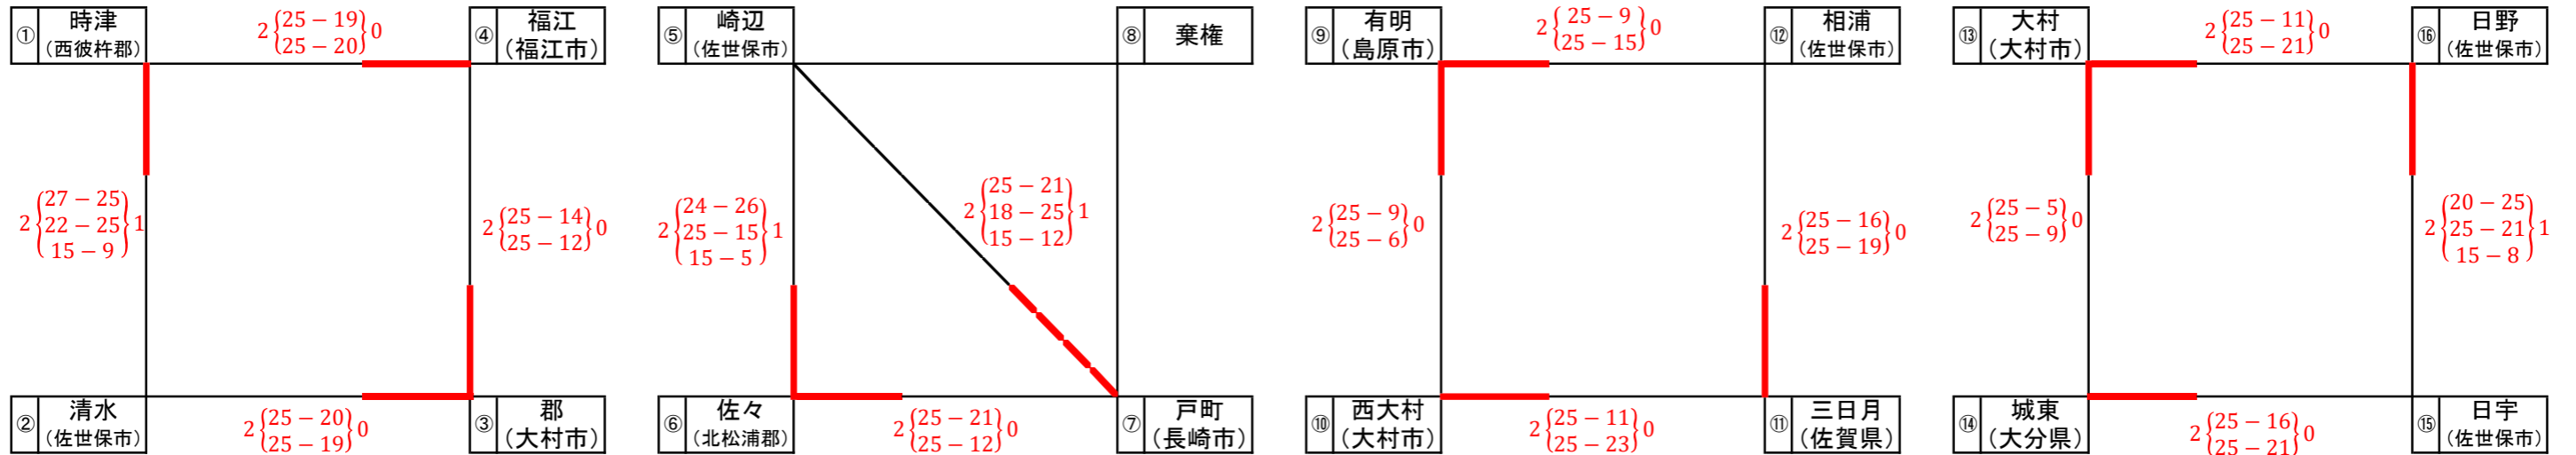 ① 時津
(西彼杵郡)
2{25-19 25-20}0
④ 福江
(福江市)
2{27-25 22-25 15-9}1
2{25-14 25-12}0
② 清水
(佐世保市)
2{25-20 25-19}0
③ 郡
(大村市)
⑤ 崎辺
(佐世保市)
⑧ 棄権
2{24-26 25-15 15-5}1
2{25-21 18-25 15-12}1
⑥ 佐々
(北松浦郡)
2{25-21 25-12}0
⑦ 戸町
(長崎市)
⑨ 有明
(島原市)
2{25-9 25-15}0
⑫ 相浦
(佐世保市)
2{25-9 25-6}0
2{25-16 25-19}0
⑩ 西大村
(大村市)
2{25-11 25-23}0
⑪ 三日月
(佐賀県)
⑬ 大村
(大村市)
2{25-11 25-21}0
⑯ 日野
(佐世保市)
2{25-5 25-9}0
2{20-25 25-21 15-8}1
⑭ 城東
(大分県)
2{25-16 25-21}0
⑮ 日宇
(佐世保市)